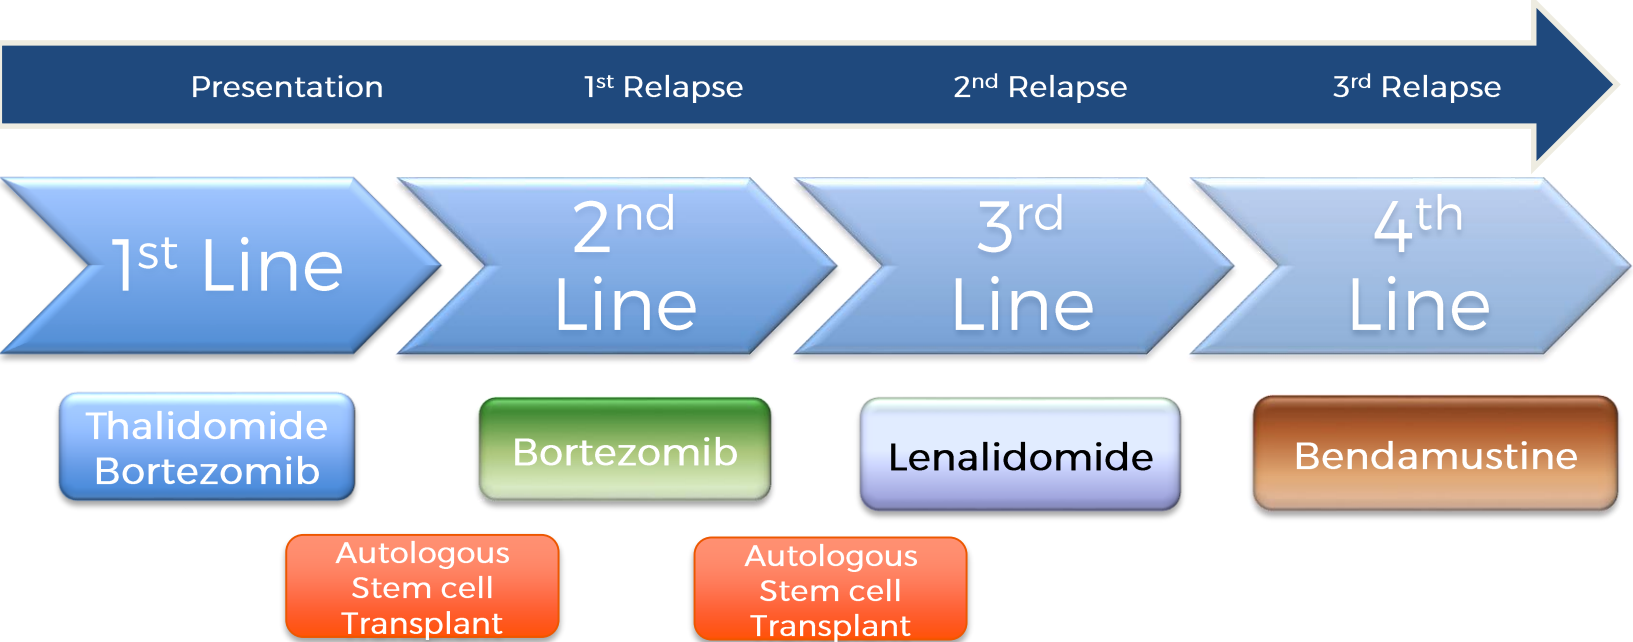 Presentation
1st Relapse
2nd Relapse
3rd Relapse
1st Line
2nd
Line
3rd
Line
4th
Line
Thalidomide
Bortezomib
Bortezomib
Lenalidomide
Bendamustine
Autologous
Stem cell
Transplant
Autologous
Stem cell
Transplant